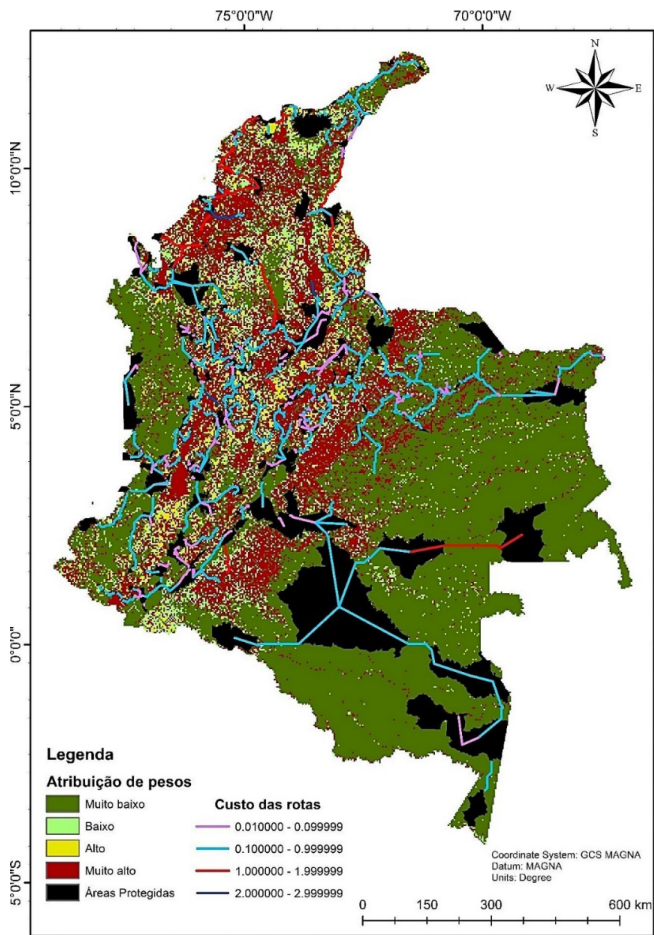 75°0'0"W 70°0'0"W
N
W E
S
10°0'0"N
5°0'0"N
0°0'0"
5°0'0"S
Legenda
Atribuição de pesos
Muito baixo
Baixo
Alto
Muito alto
Áreas Protegidas
Custo das rotas
0.010000 - 0.099999
0.100000 - 0.999999
1.000000 - 1.999999
2.000000 - 2.999999
Coordinate System: GCS MAGNA
Datum: MAGNA
Units: Degree
0 150 300 600 km